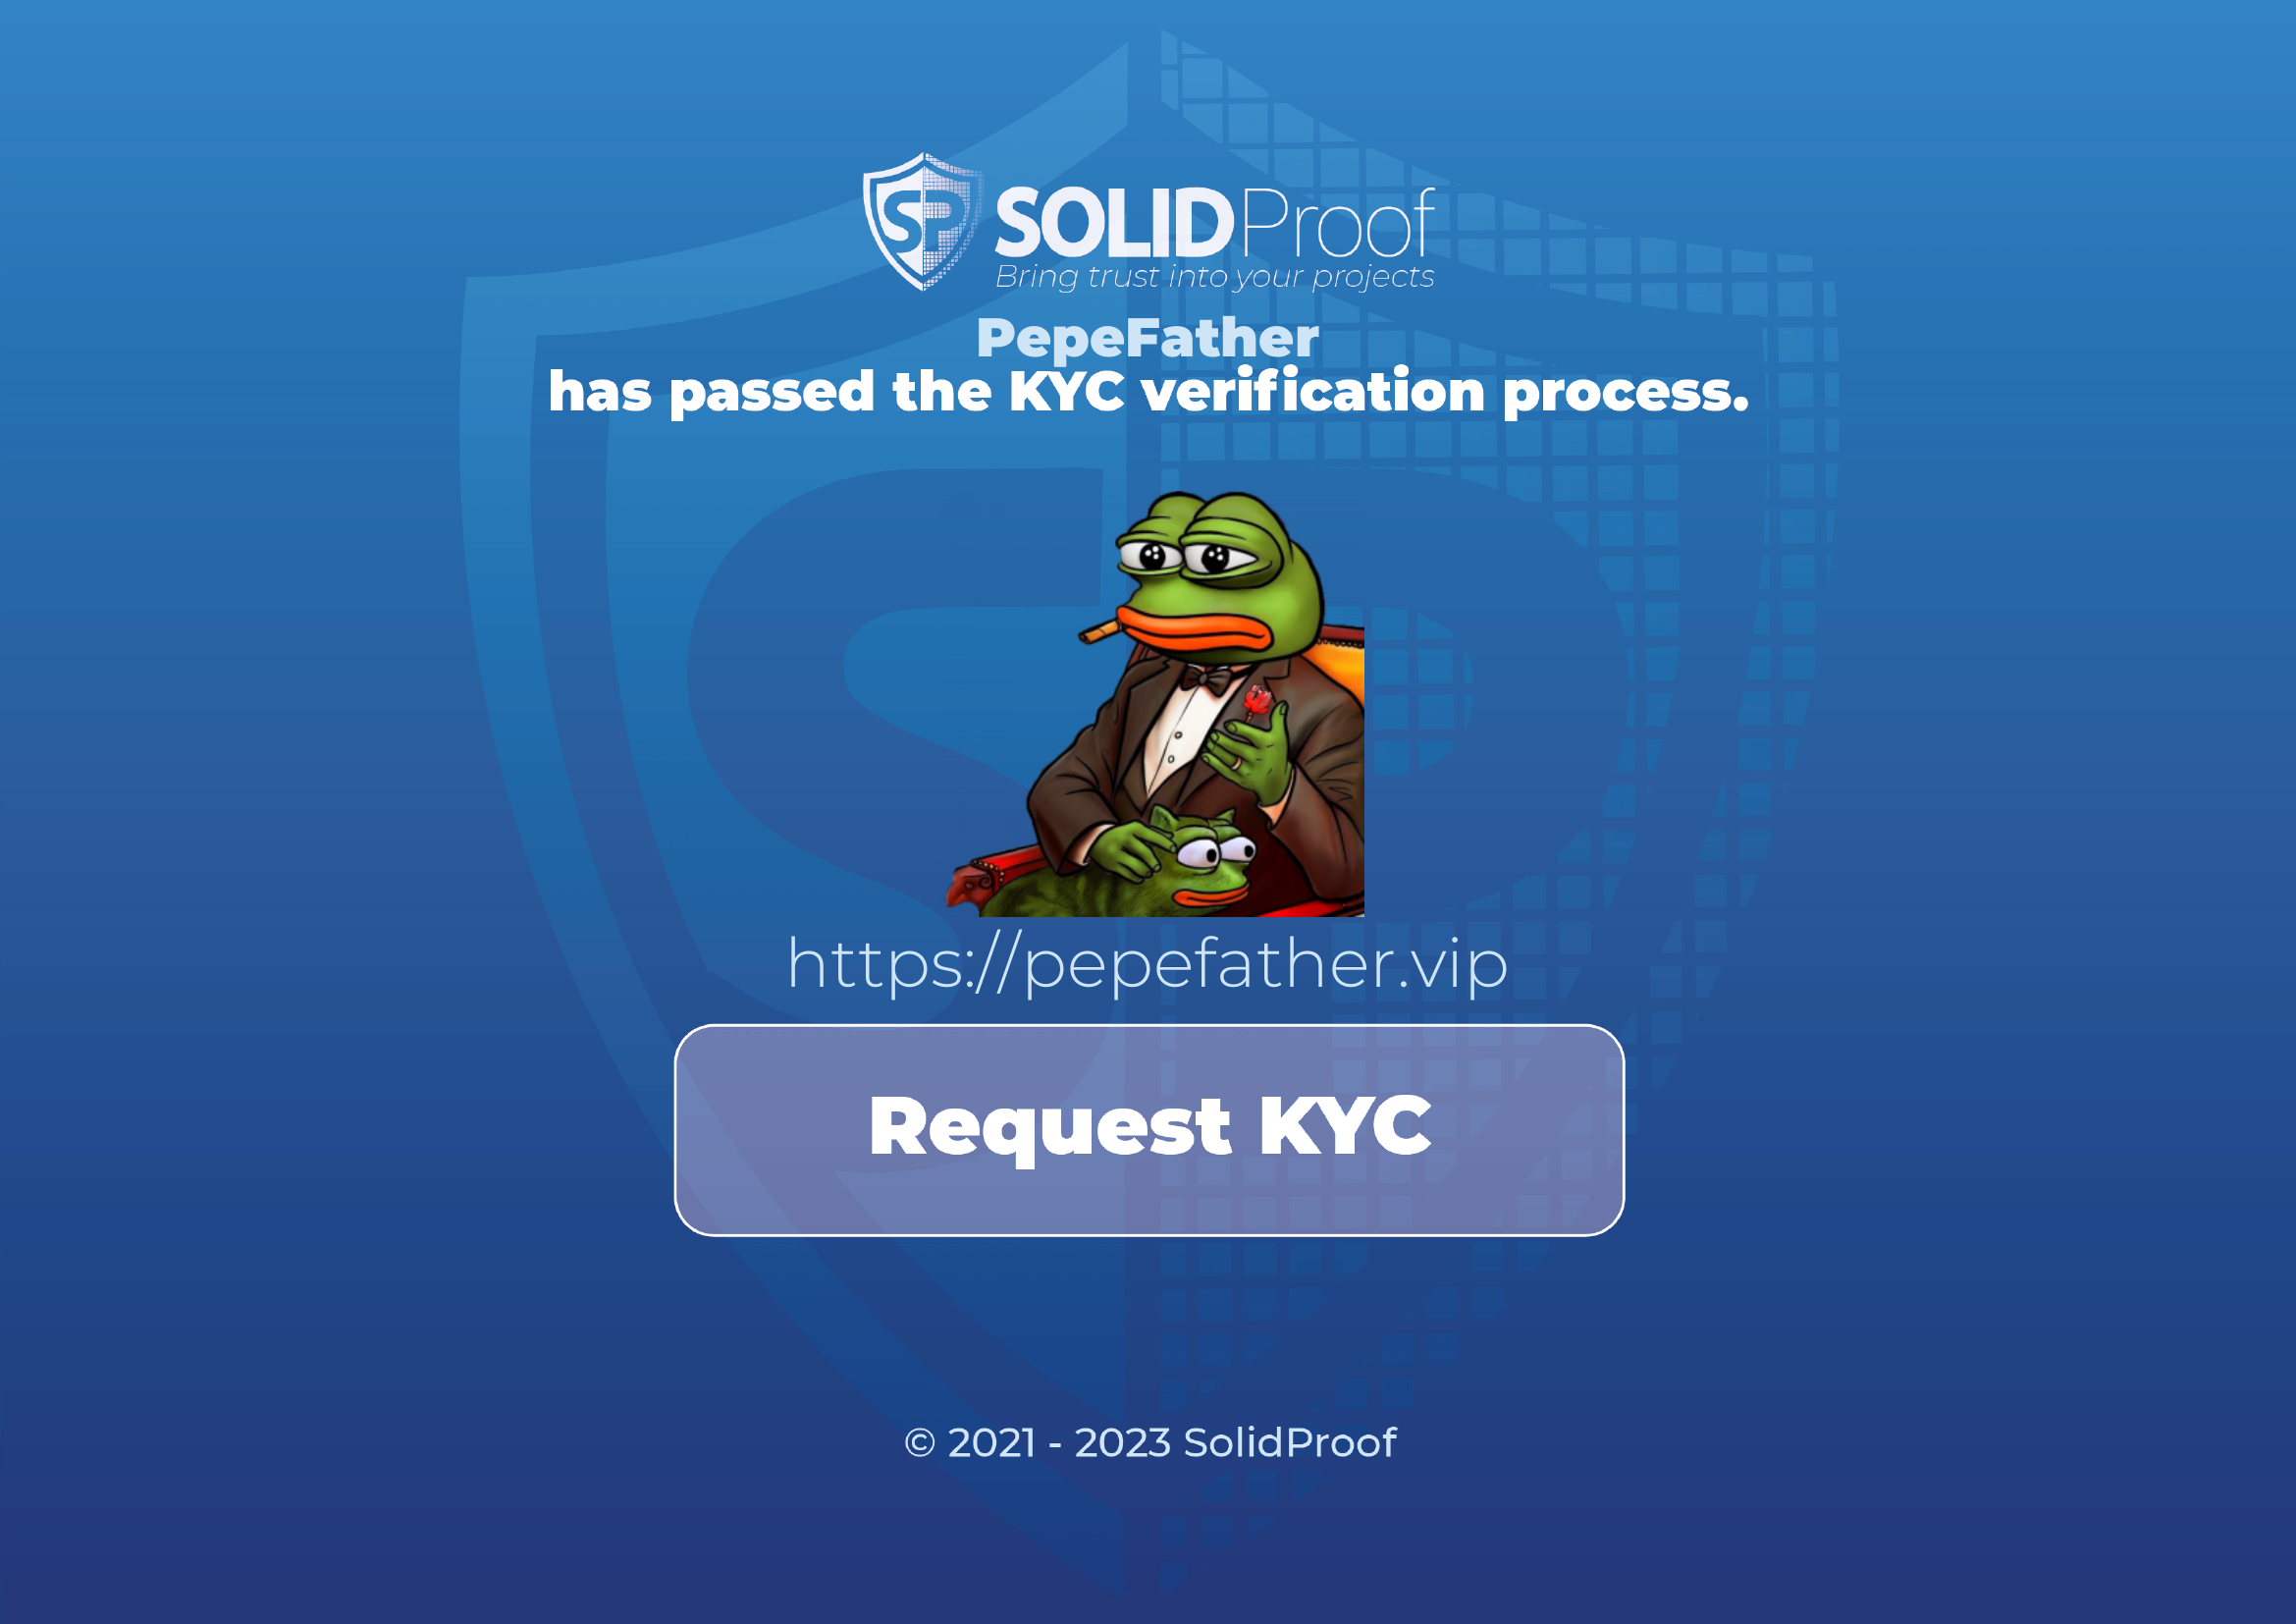 SP SOLIDProof
Bring trust into your projects
PepeFather
has passed the KYC verification process.
https://pepefather.vip
Request KYC
© 2021 - 2023 SolidProof